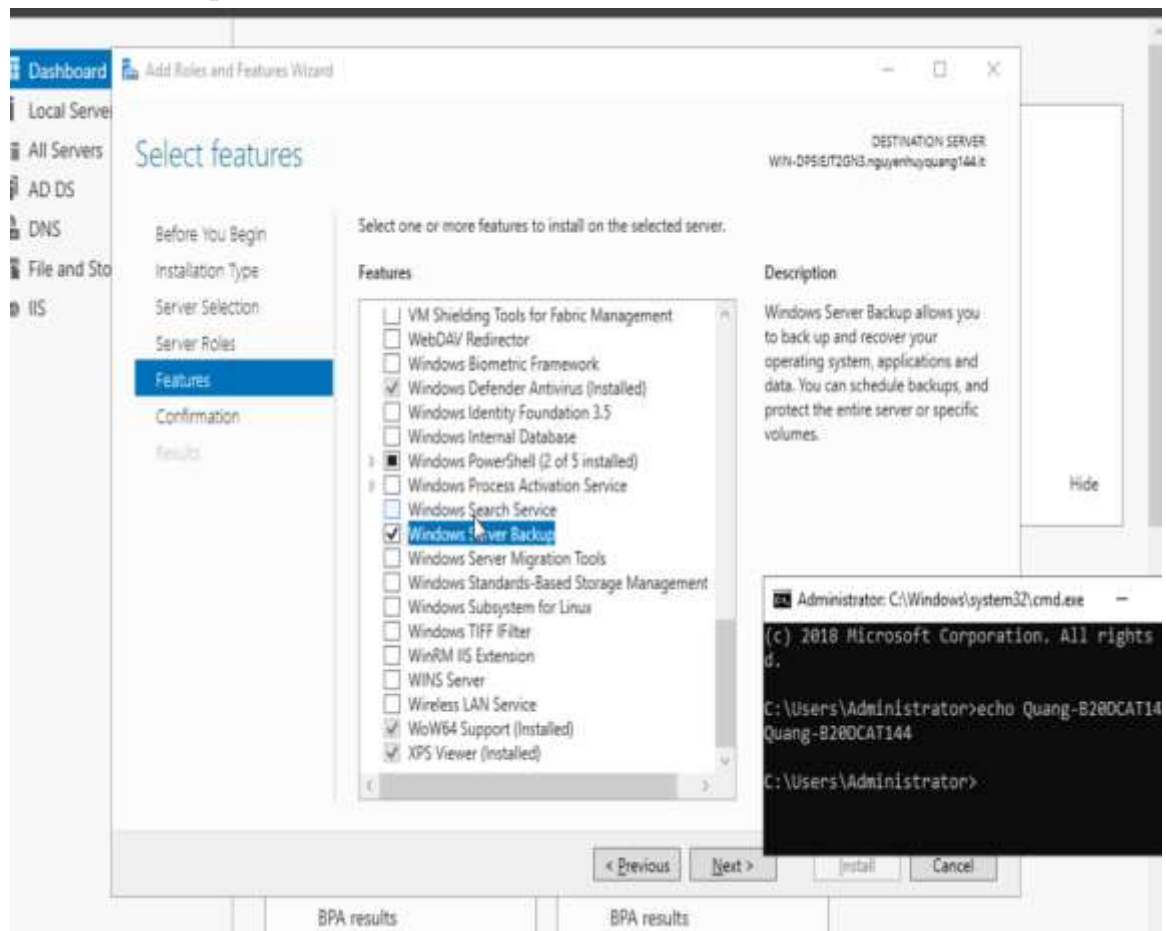 Dashboard
Local Serve
All Servers
AD DS
DNS
File and Sto
IIS
Add Roles and Features Wizard
Select features
DESTINATION SERVER
Before You Begin
Installation Type
Server Selection
Server Roles
Features
Confirmation
Results
Select one or more features to install on the selected server.
Features
VM Shielding Tools for Fabric Management
WebDAV Redirector
Windows Biometric Framework
Windows Defender Antivirus (Installed)
Windows Identity Foundation 3.5
Windows Internal Database
Windows PowerShell (2 of 5 installed)
Windows Process Activation Service
Windows Search Service
Windows Server Backup
Windows Server Migration Tools
Windows Standards-Based Storage Management
Windows Subsystem for Linux
Windows TIFF IFilter
WinRM IIS Extension
WINS Server
Wireless LAN Service
WoW64 Support (Installed)
XPS Viewer (Installed)
Description
Windows Server Backup allows you
to back up and recover your
operating system, applications and
data. You can schedule backups, and
protect the entire server or specific
volumes.
Hide
Administrator: C:\Windows\system32\cmd.exe
(c) 2018 Microsoft Corporation. All rights
d.
C:\Users\Administrator>echo Quang-B20DCAT14
Quang-B20DCAT144
C:\Users\Administrator>
< Previous
Next >
Install
Cancel
BPA results
BPA results